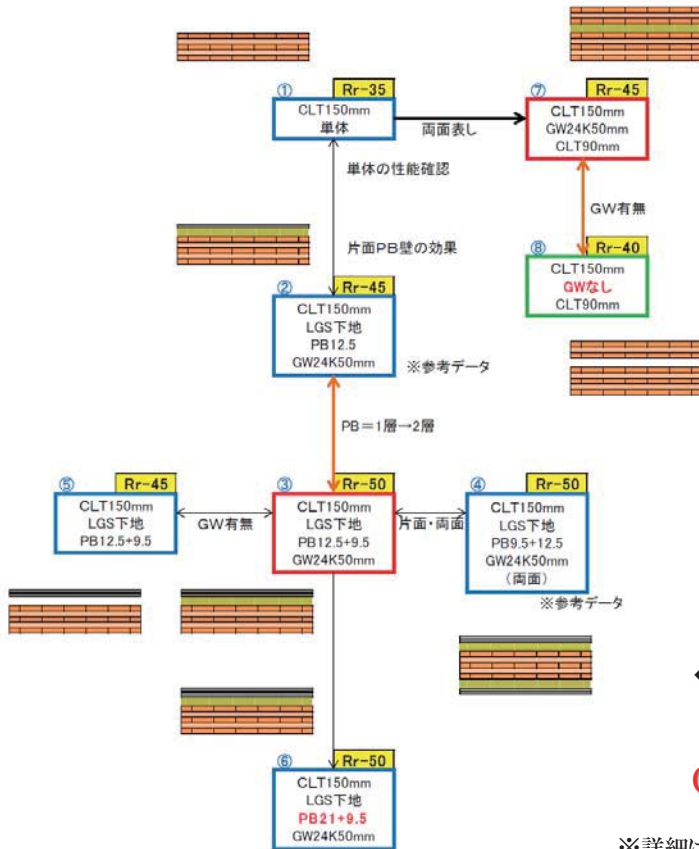 ① Rr-35
CLT150mm
単体
両面表し
⑦ Rr-45
CLT150mm
GW24K50mm
CLT90mm
単体の性能確認
GW有無
片面PB壁の効果
⑧ Rr-40
CLT150mm
GWなし
CLT90mm
② Rr-45
CLT150mm
LGS下地
PB12.5
GW24K50mm
※参考データ
PB=1層→2層
⑤ Rr-45
CLT150mm
LGS下地
PB12.5+9.5
GW有無
③ Rr-50
CLT150mm
LGS下地
PB12.5+9.5
GW24K50mm
片面・両面
④ Rr-50
CLT150mm
LGS下地
PB9.5+12.5
GW24K50mm
(両面)
※参考データ
⑥ Rr-50
CLT150mm
LGS下地
PB21+9.5
GW24K50mm
※詳細